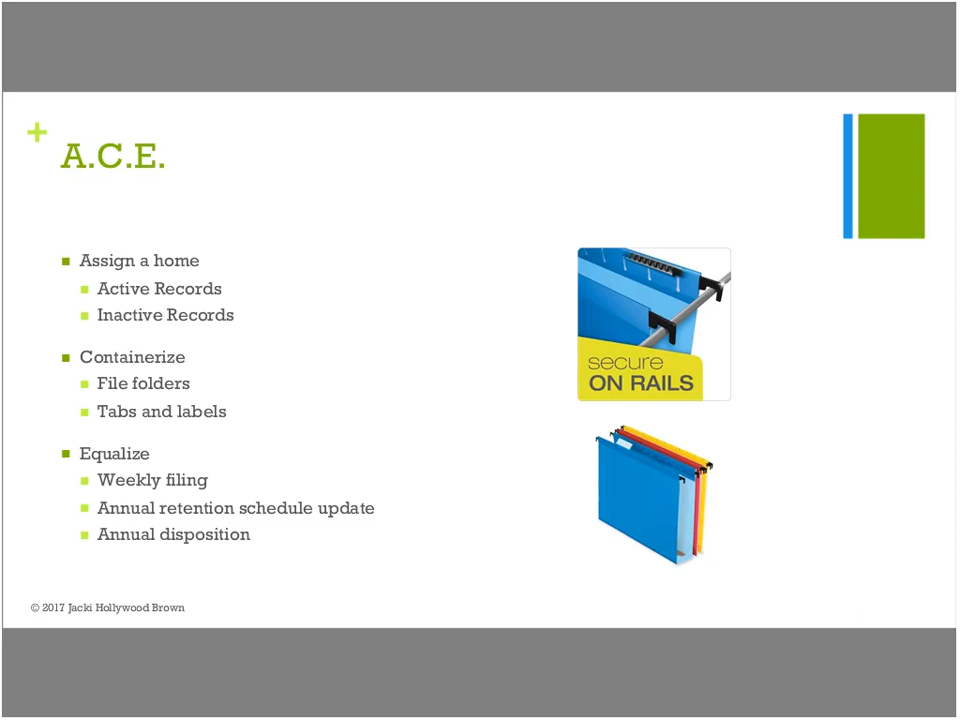 +
A.C.E.
Assign a home
Active Records
Inactive Records
Containerize
File folders
Tabs and labels
Equalize
Weekly filing
Annual retention schedule update
Annual disposition
secure
ON RAILS
© 2017 Jacki Hollywood Brown